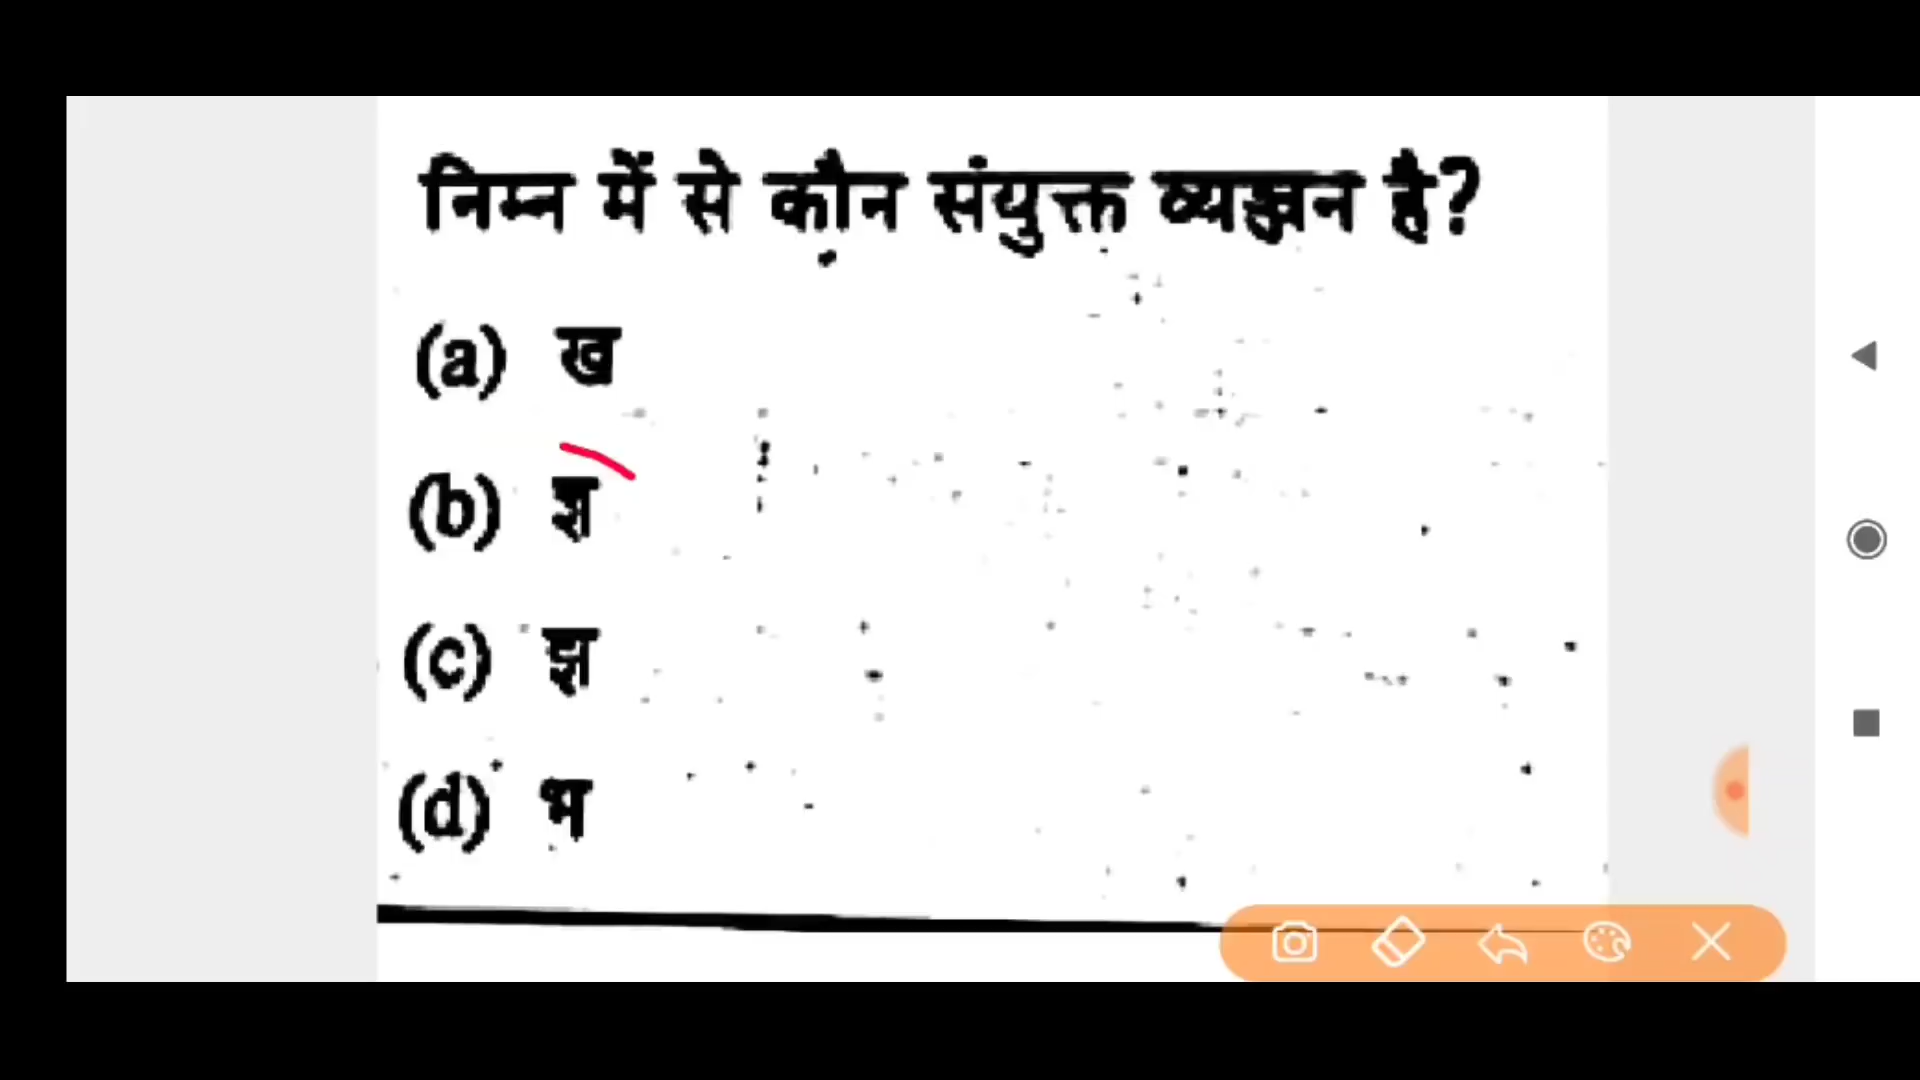 निम्न में से कौन संयुक्त व्यञ्जन है?
(a) ख
(b) ज्ञ
(c) झ
(d) भ